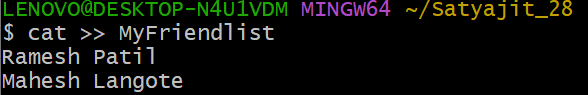 LENOVO@DESKTOP-N4U1VDM MINGW64 ~/Satyajit_28
$ cat >> MyFriendlist
Ramesh Patil
Mahesh Langote